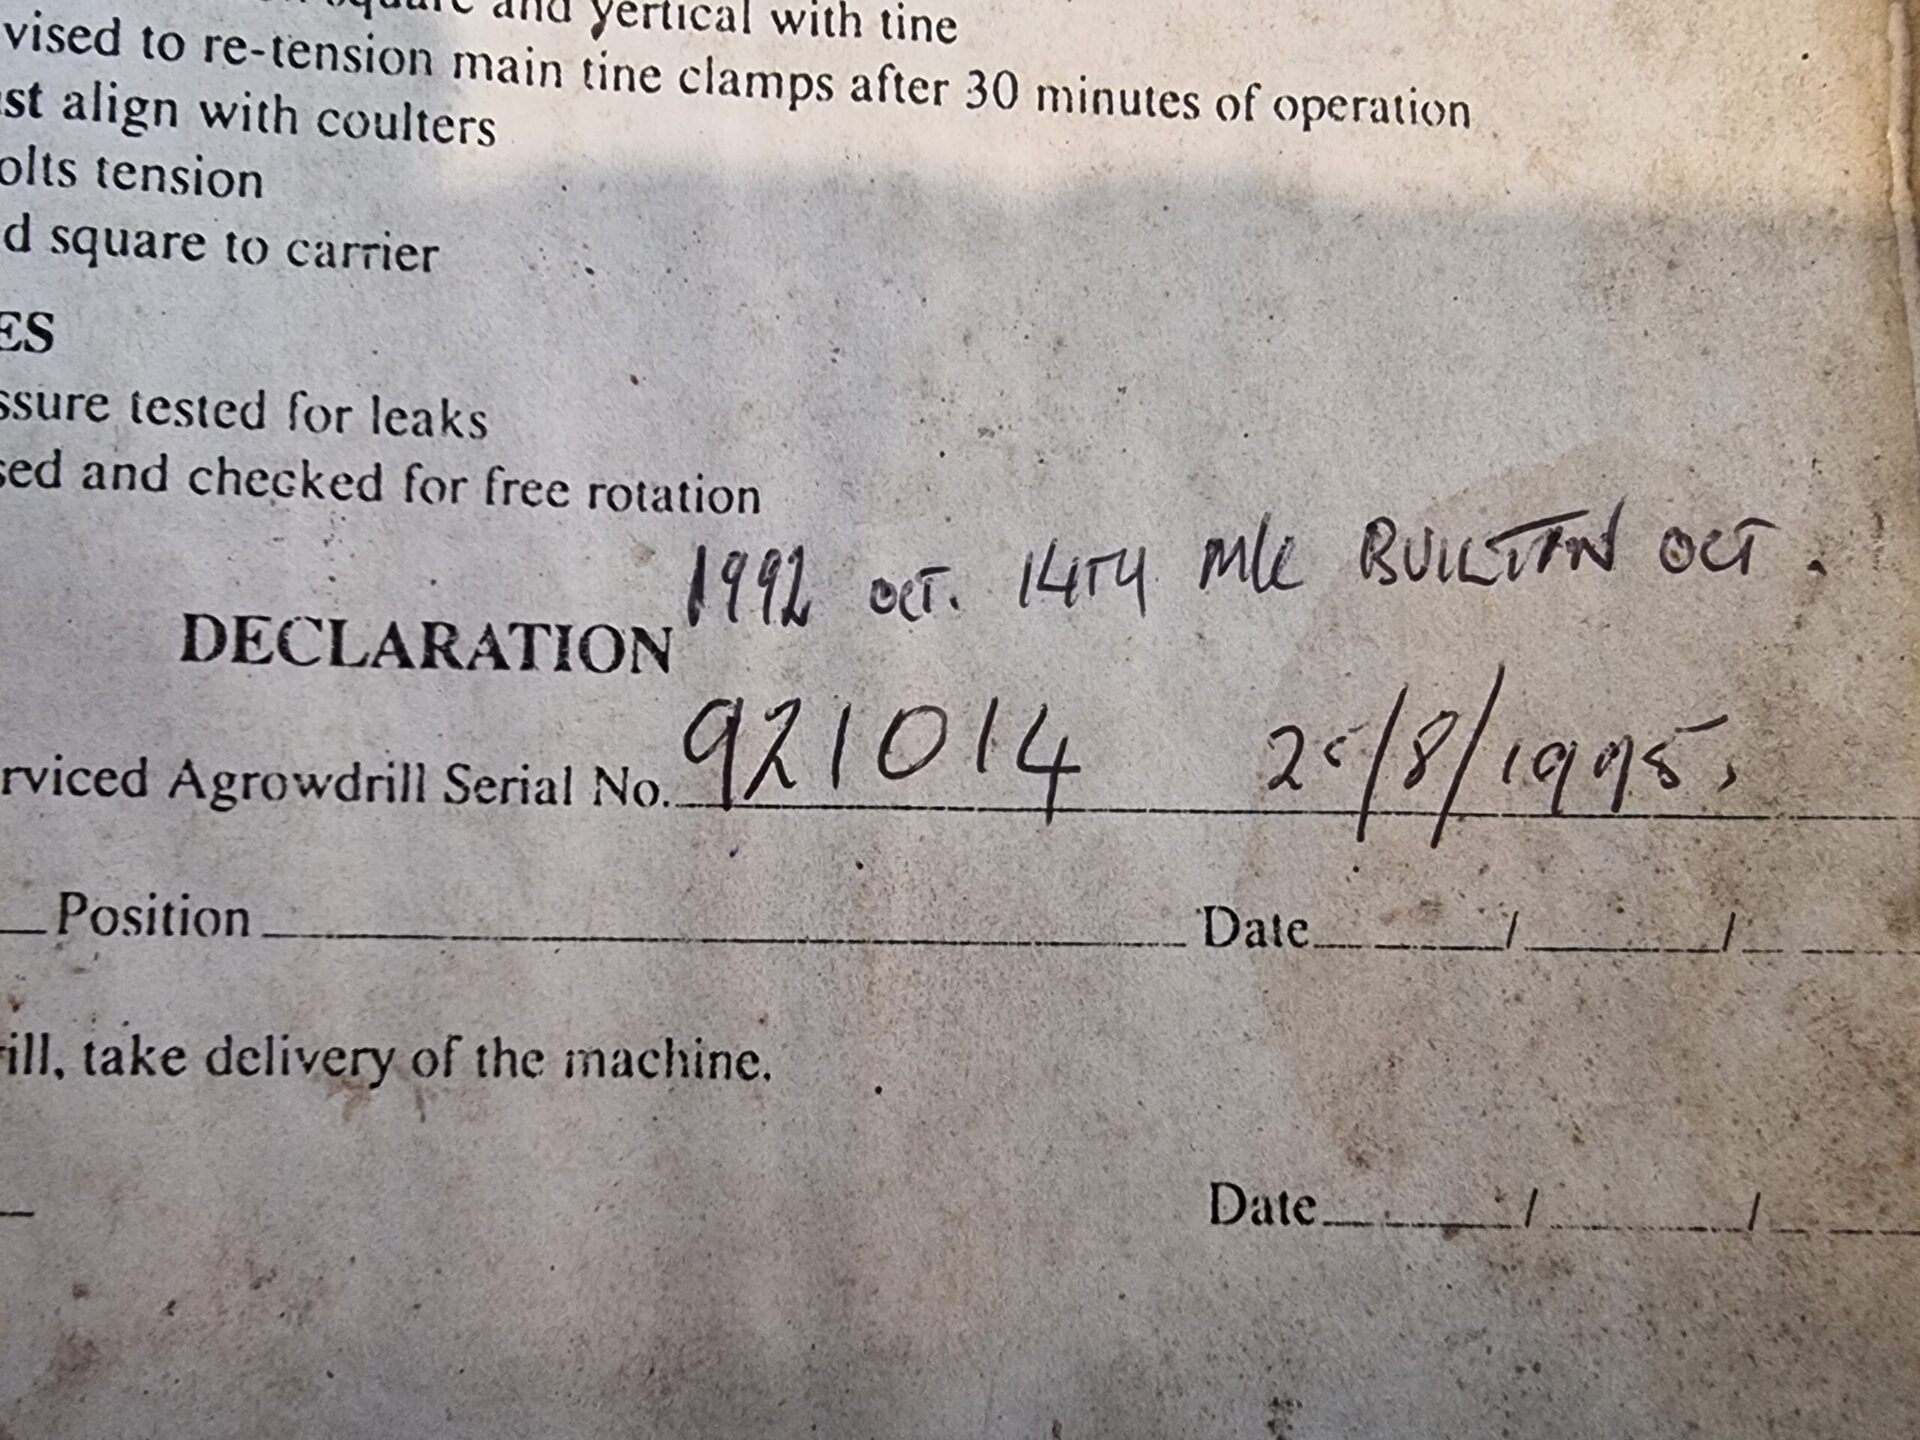 square and vertical with tine
vised to re-tension main tine clamps after 30 minutes of operation
st align with coulters
olts tension
d square to carrier
ES
ssure tested for leaks
sed and checked for free rotation
1992 OCT. 14TH M/C BUILT IN OCT.
DECLARATION
rviced Agrowdrill Serial No. 921014 /8/1995
Position Date / /
ill, take delivery of the machine.
Date / /